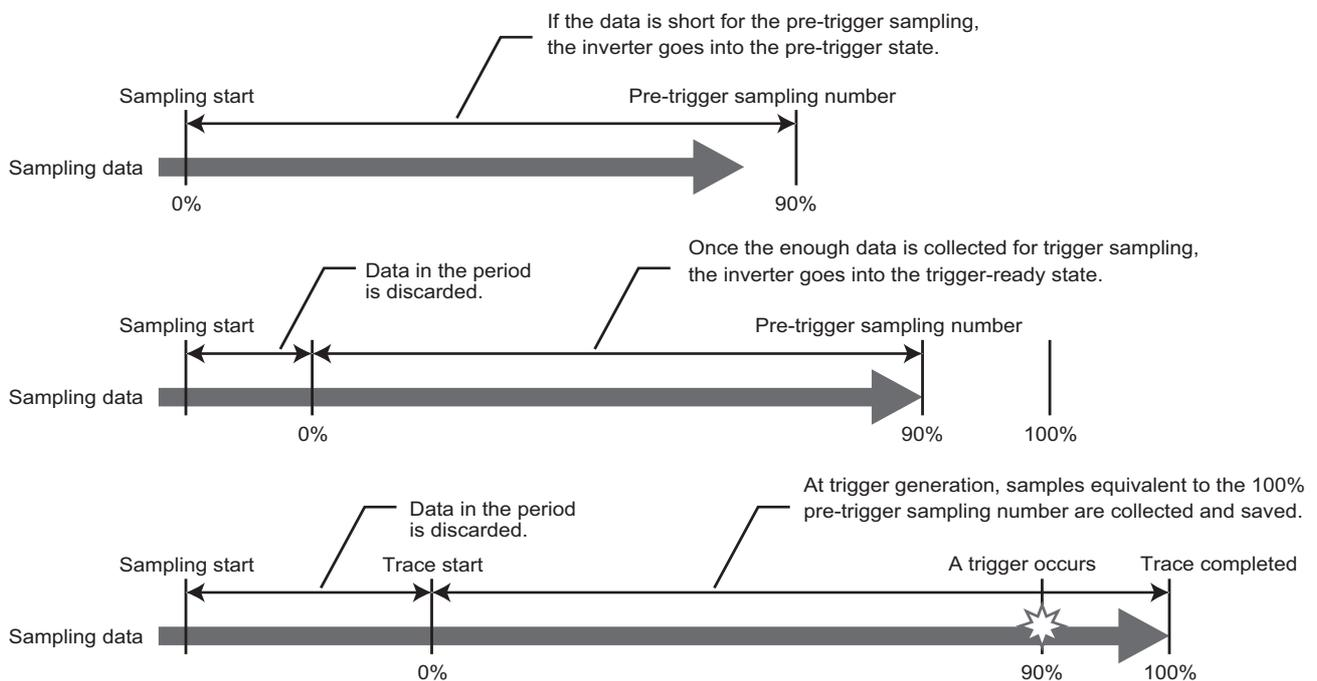 If the data is short for the pre-trigger sampling,
the inverter goes into the pre-trigger state.
Sampling start
Pre-trigger sampling number
Sampling data
0%
90%
Once the enough data is collected for trigger sampling,
the inverter goes into the trigger-ready state.
Data in the period
is discarded.
Sampling start
Pre-trigger sampling number
Sampling data
0%
90%
100%
At trigger generation, samples equivalent to the 100%
pre-trigger sampling number are collected and saved.
Data in the period
is discarded.
Sampling start
Trace start
A trigger occurs
Trace completed
Sampling data
0%
90%
100%